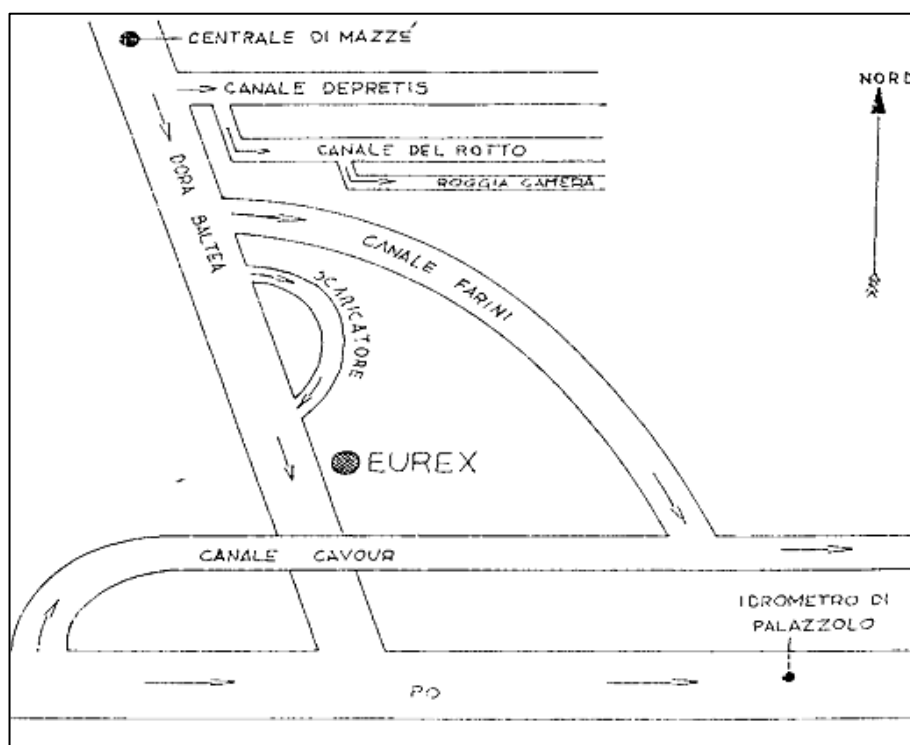 CENTRALE DI MAZZE'
NORD
CANALE DEPRETIS
CANALE DEL ROTTO
ROGGIA CAMERA
DORA BALTEA
CANALE FARINI
SCARICATORE
EUREX
CANALE CAVOUR
IDROMETRO DI
PALAZZOLO
PO